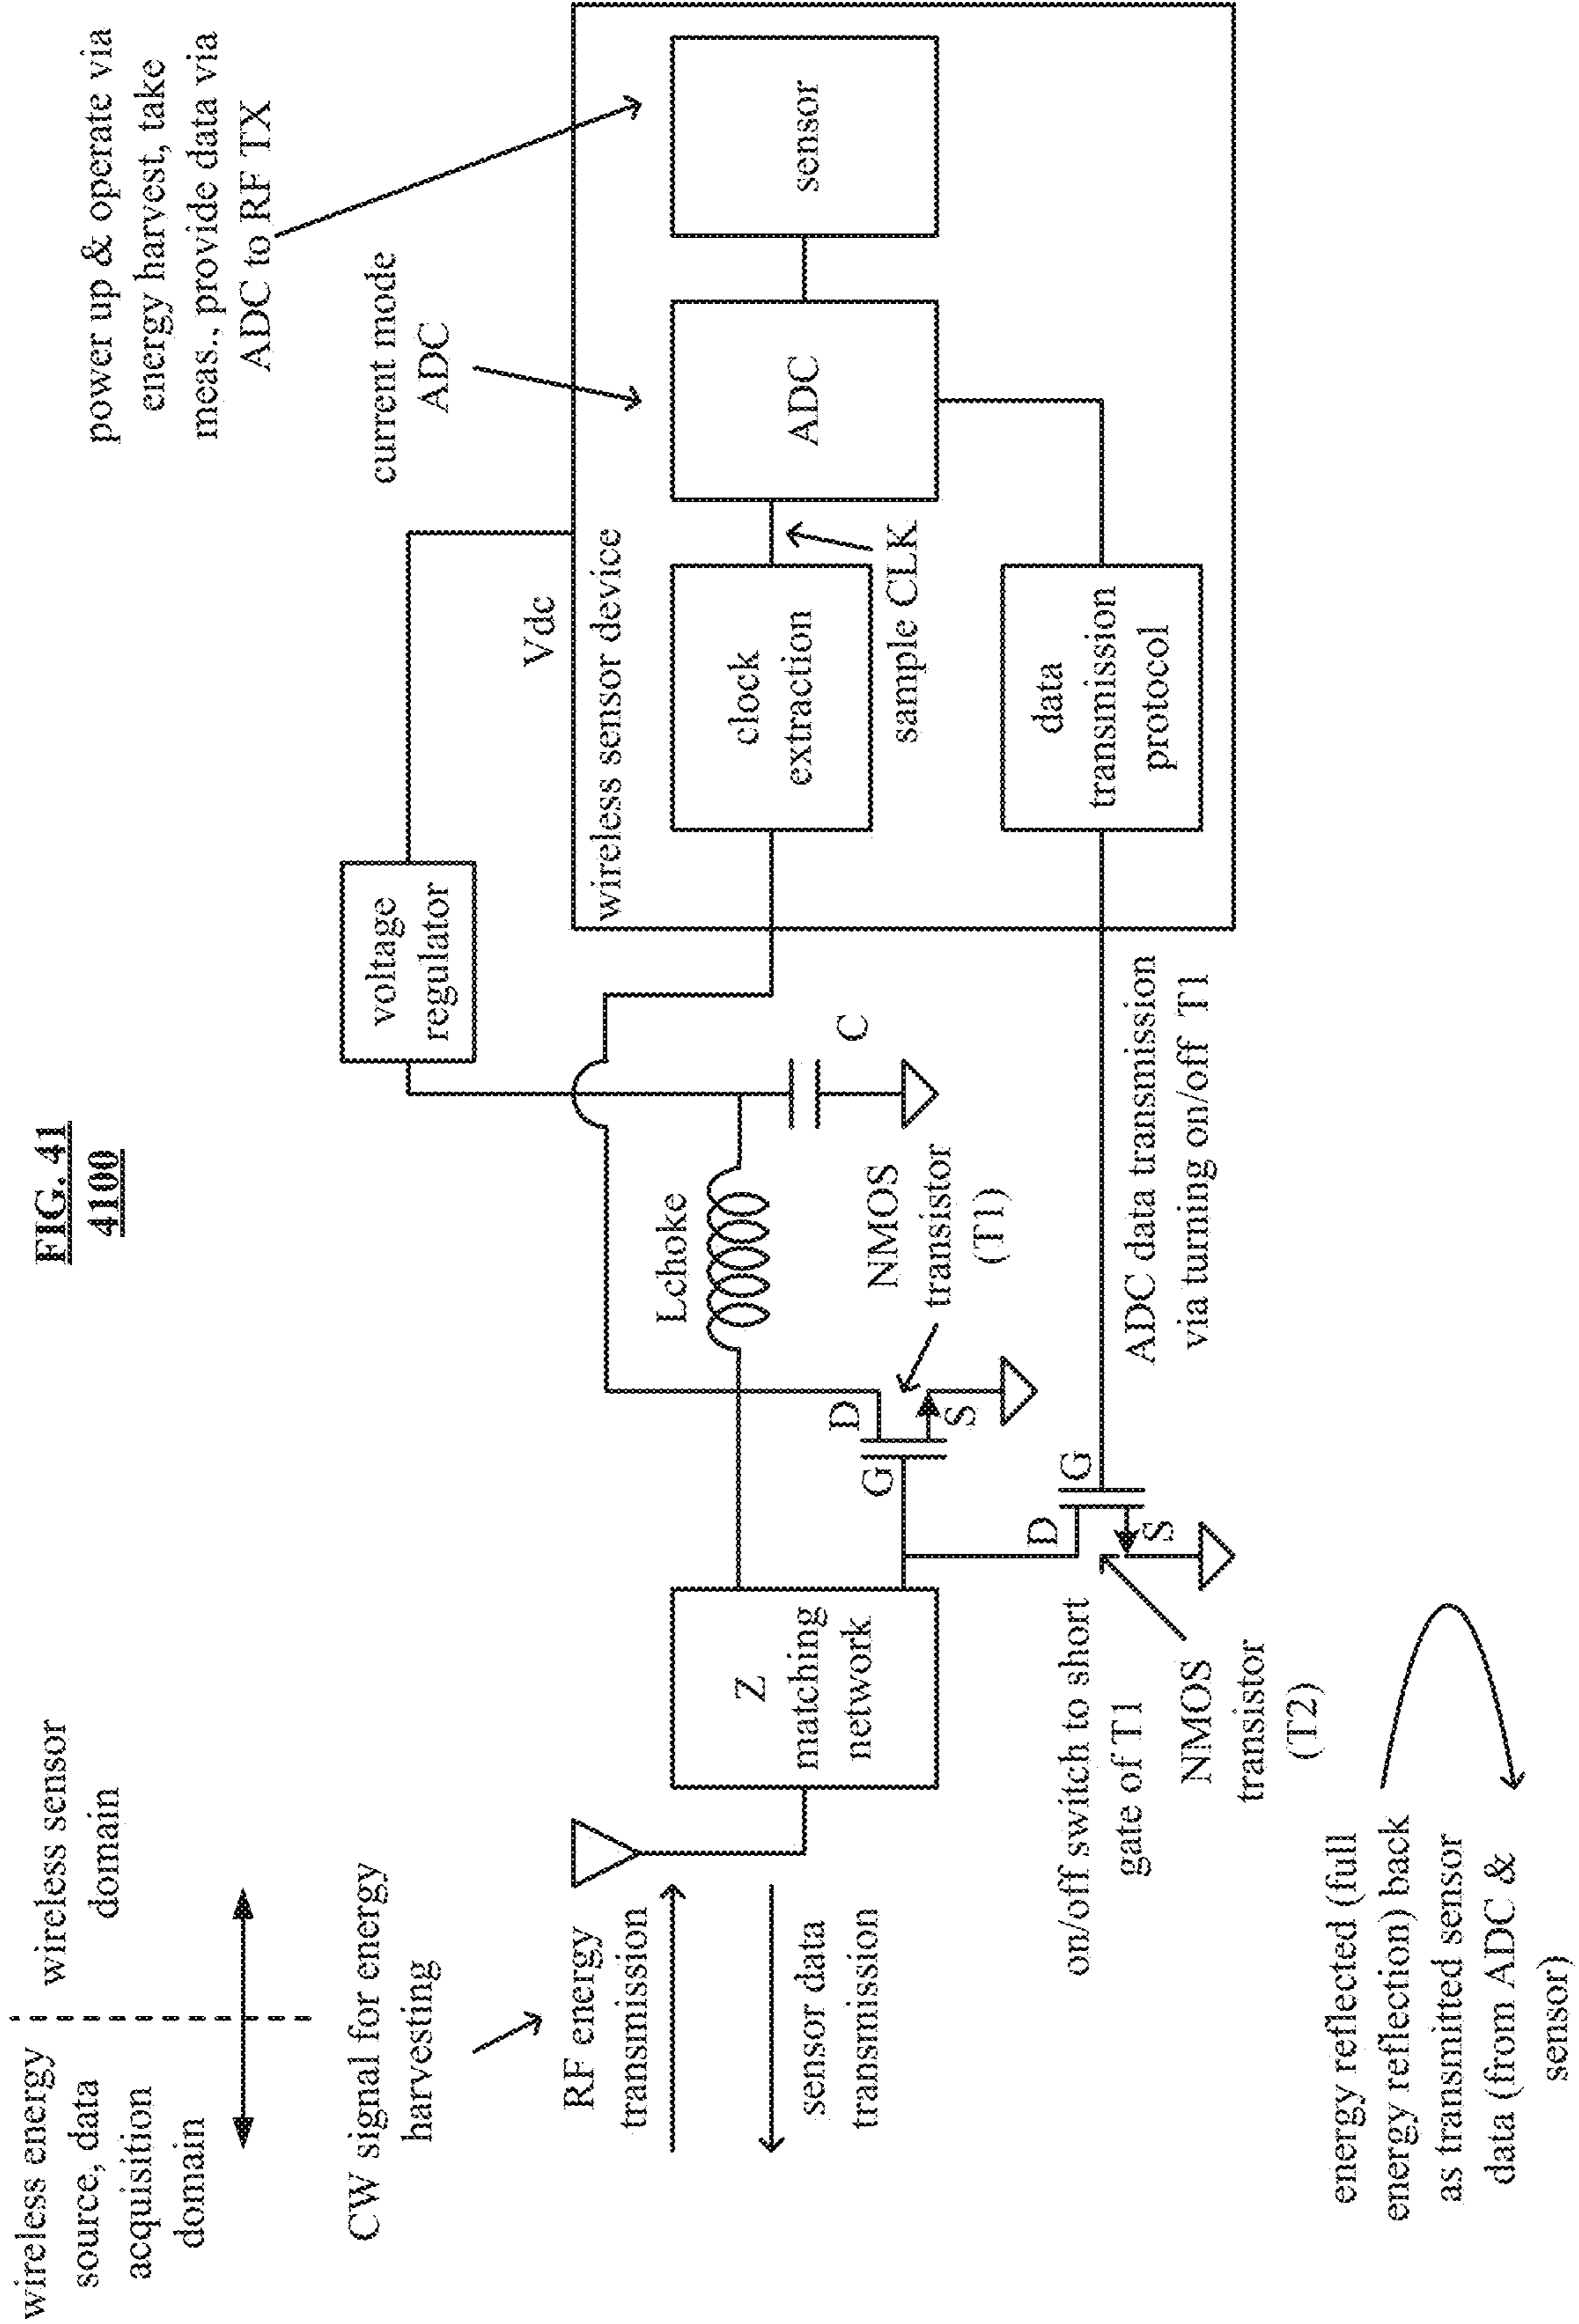 FIG. 41
4100
wireless energy
source, data
acquisition
domain
wireless sensor
domain
CW signal for energy
harvesting
RF energy
transmission
sensor data
transmission
Z
matching
network
Lchoke
C
voltage
regulator
Vdc
D
G
S
NMOS
transistor
(T1)
D
G
S
on/off switch to short
gate of T1
NMOS
transistor
(T2)
ADC data transmission
via turning on/off T1
energy reflected (full
energy reflection) back
as transmitted sensor
data (from ADC &
sensor)
power up & operate via
energy harvest, take
meas., provide data via
ADC to RF TX
current mode
ADC
wireless sensor device
clock
extraction
sample CLK
ADC
sensor
data
transmission
protocol